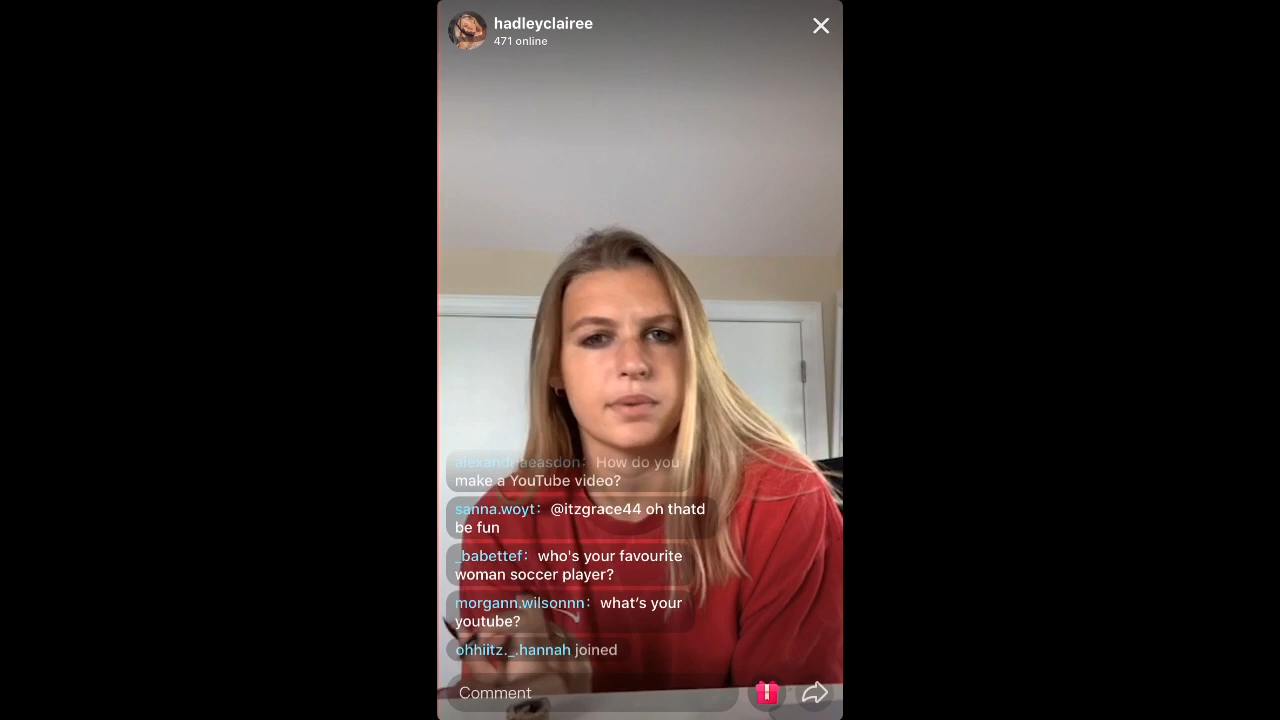 hadleyclairee
471 online
How do you
make a YouTube video?
sanna.woyt: @itzgrace44 oh thatd
be fun
_babettef: who's your favourite
woman soccer player?
morgann.wilsonnn: what's your
youtube?
ohhiitz._.hannah joined
Comment